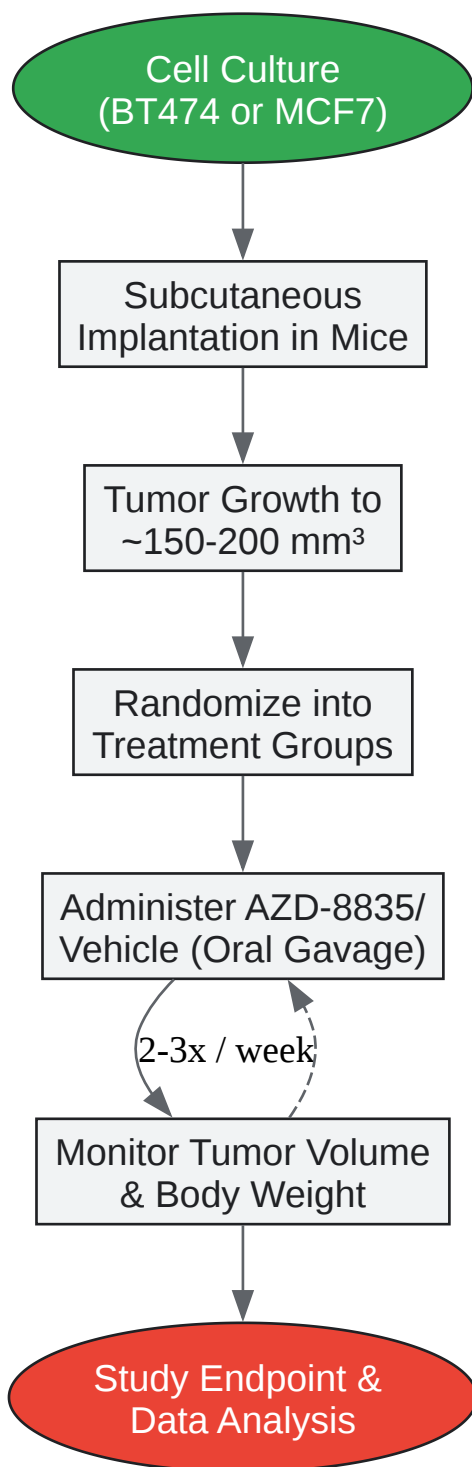 Cell Culture
(BT474 or MCF7)
Subcutaneous
Implantation in Mice
Tumor Growth to
~150-200 mm³
Randomize into
Treatment Groups
Administer AZD-8835/
Vehicle (Oral Gavage)
2-3x / week
Monitor Tumor Volume
& Body Weight
Study Endpoint &
Data Analysis